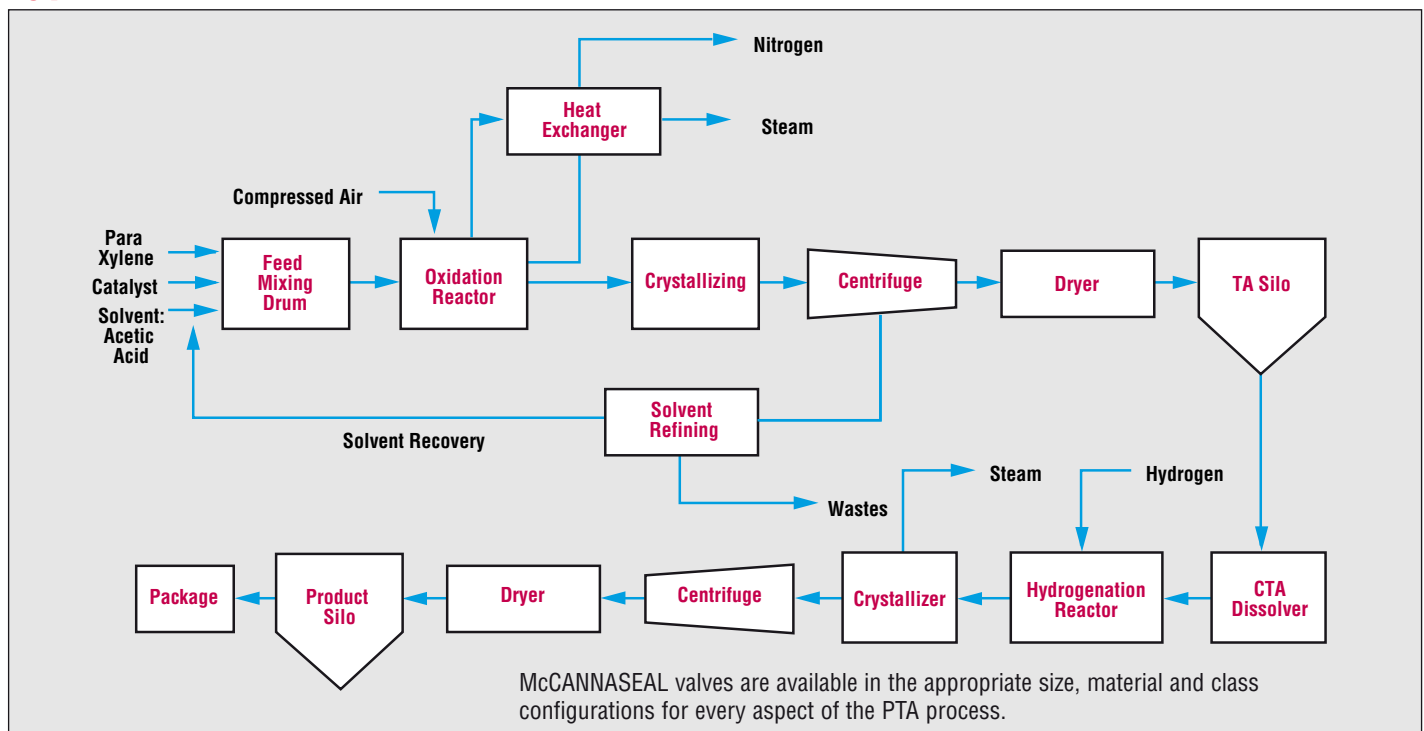 Nitrogen
Heat
Exchanger
Steam
Compressed Air
Para
Xylene
Catalyst
Solvent:
Acetic
Acid
Feed
Mixing
Drum
Oxidation
Reactor
Crystallizing
Centrifuge
Dryer
TA Silo
Solvent
Refining
Solvent Recovery
Wastes
Steam
Hydrogen
Package
Product
Silo
Dryer
Centrifuge
Crystallizer
Hydrogenation
Reactor
CTA
Dissolver
McCANNASEAL valves are available in the appropriate size, material and class
configurations for every aspect of the PTA process.